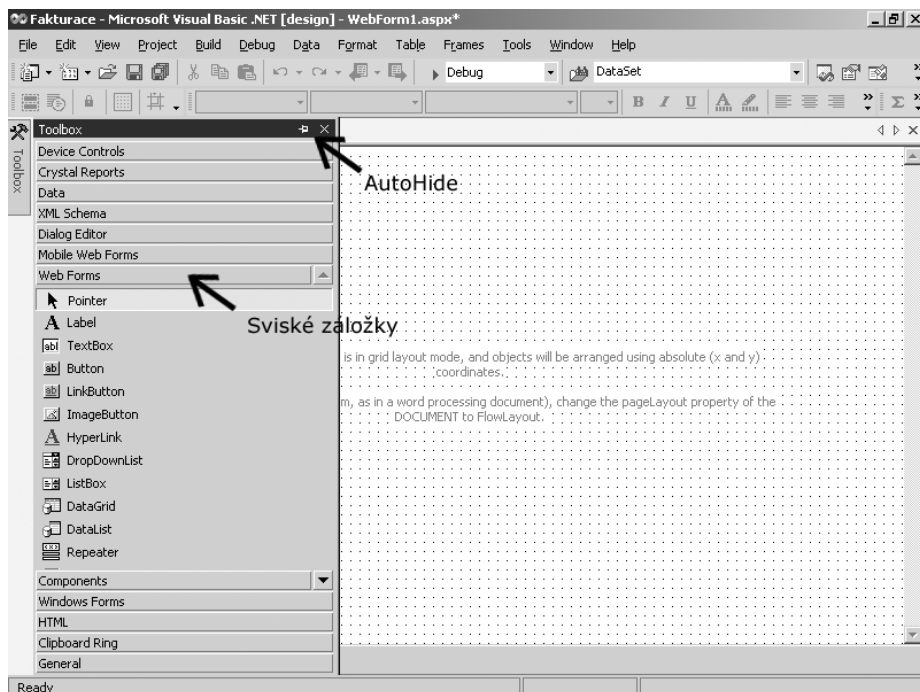 Fakturace - Microsoft Visual Basic .NET [design] - WebForm1.aspx*
File Edit View Project Build Debug Data Format Table Frames Tools Window Help
Debug DataSet
B I U A Σ
Toolbox
Toolbox
AutoHide
Device Controls
Crystal Reports
Data
XML Schema
Dialog Editor
Mobile Web Forms
Web Forms
Sviské záložky
Pointer
A Label
abl TextBox
ab Button
ab LinkButton
ImageButton
A HyperLink
DropDownList
ListBox
DataGrid
DataList
Repeater
is in grid layout mode, and objects will be arranged using absolute (x and y)
coordinates.
m, as in a word processing document), change the pageLayout property of the
DOCUMENT to FlowLayout.
Components
Windows Forms
HTML
Clipboard Ring
General
Ready